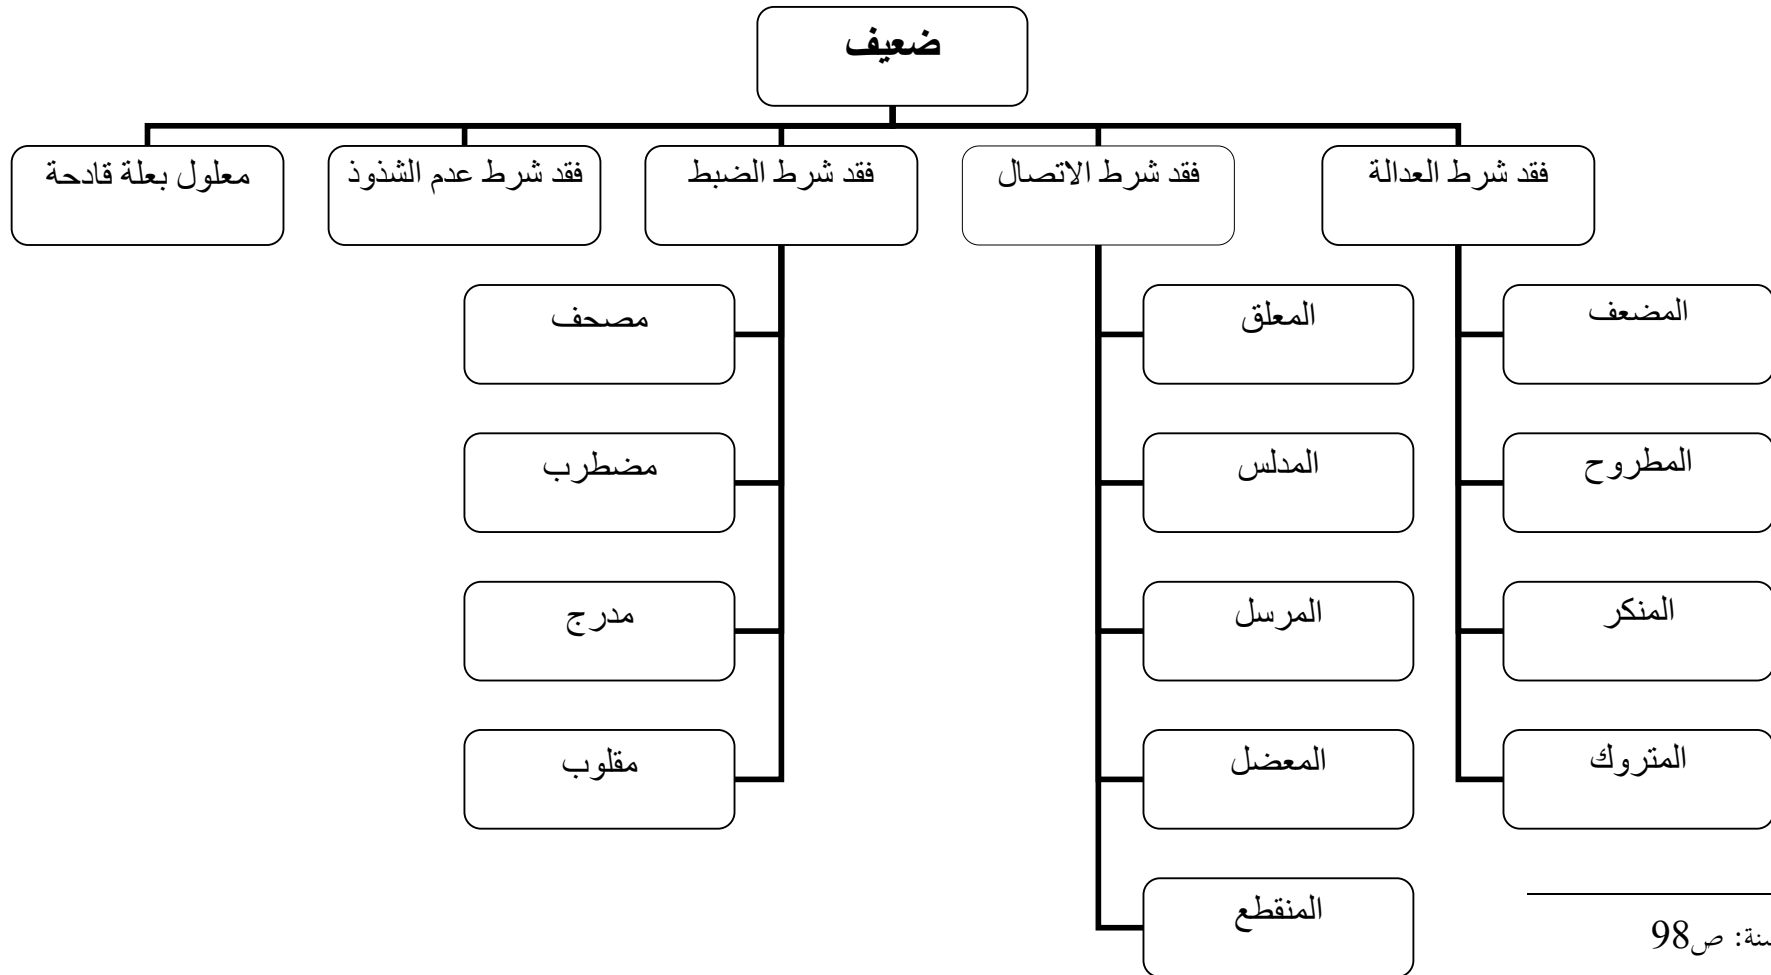 ضعيف
فقد شرط العدالة
فقد شرط الاتصال
فقد شرط الضبط
فقد شرط عدم الشذوذ
معلول بعلة قادحة
المضعف
المطروح
المنكر
المتروك
المعلق
المدلس
المرسل
المعضل
المنقطع
مصحف
مضطرب
مدرج
مقلوب
ص98